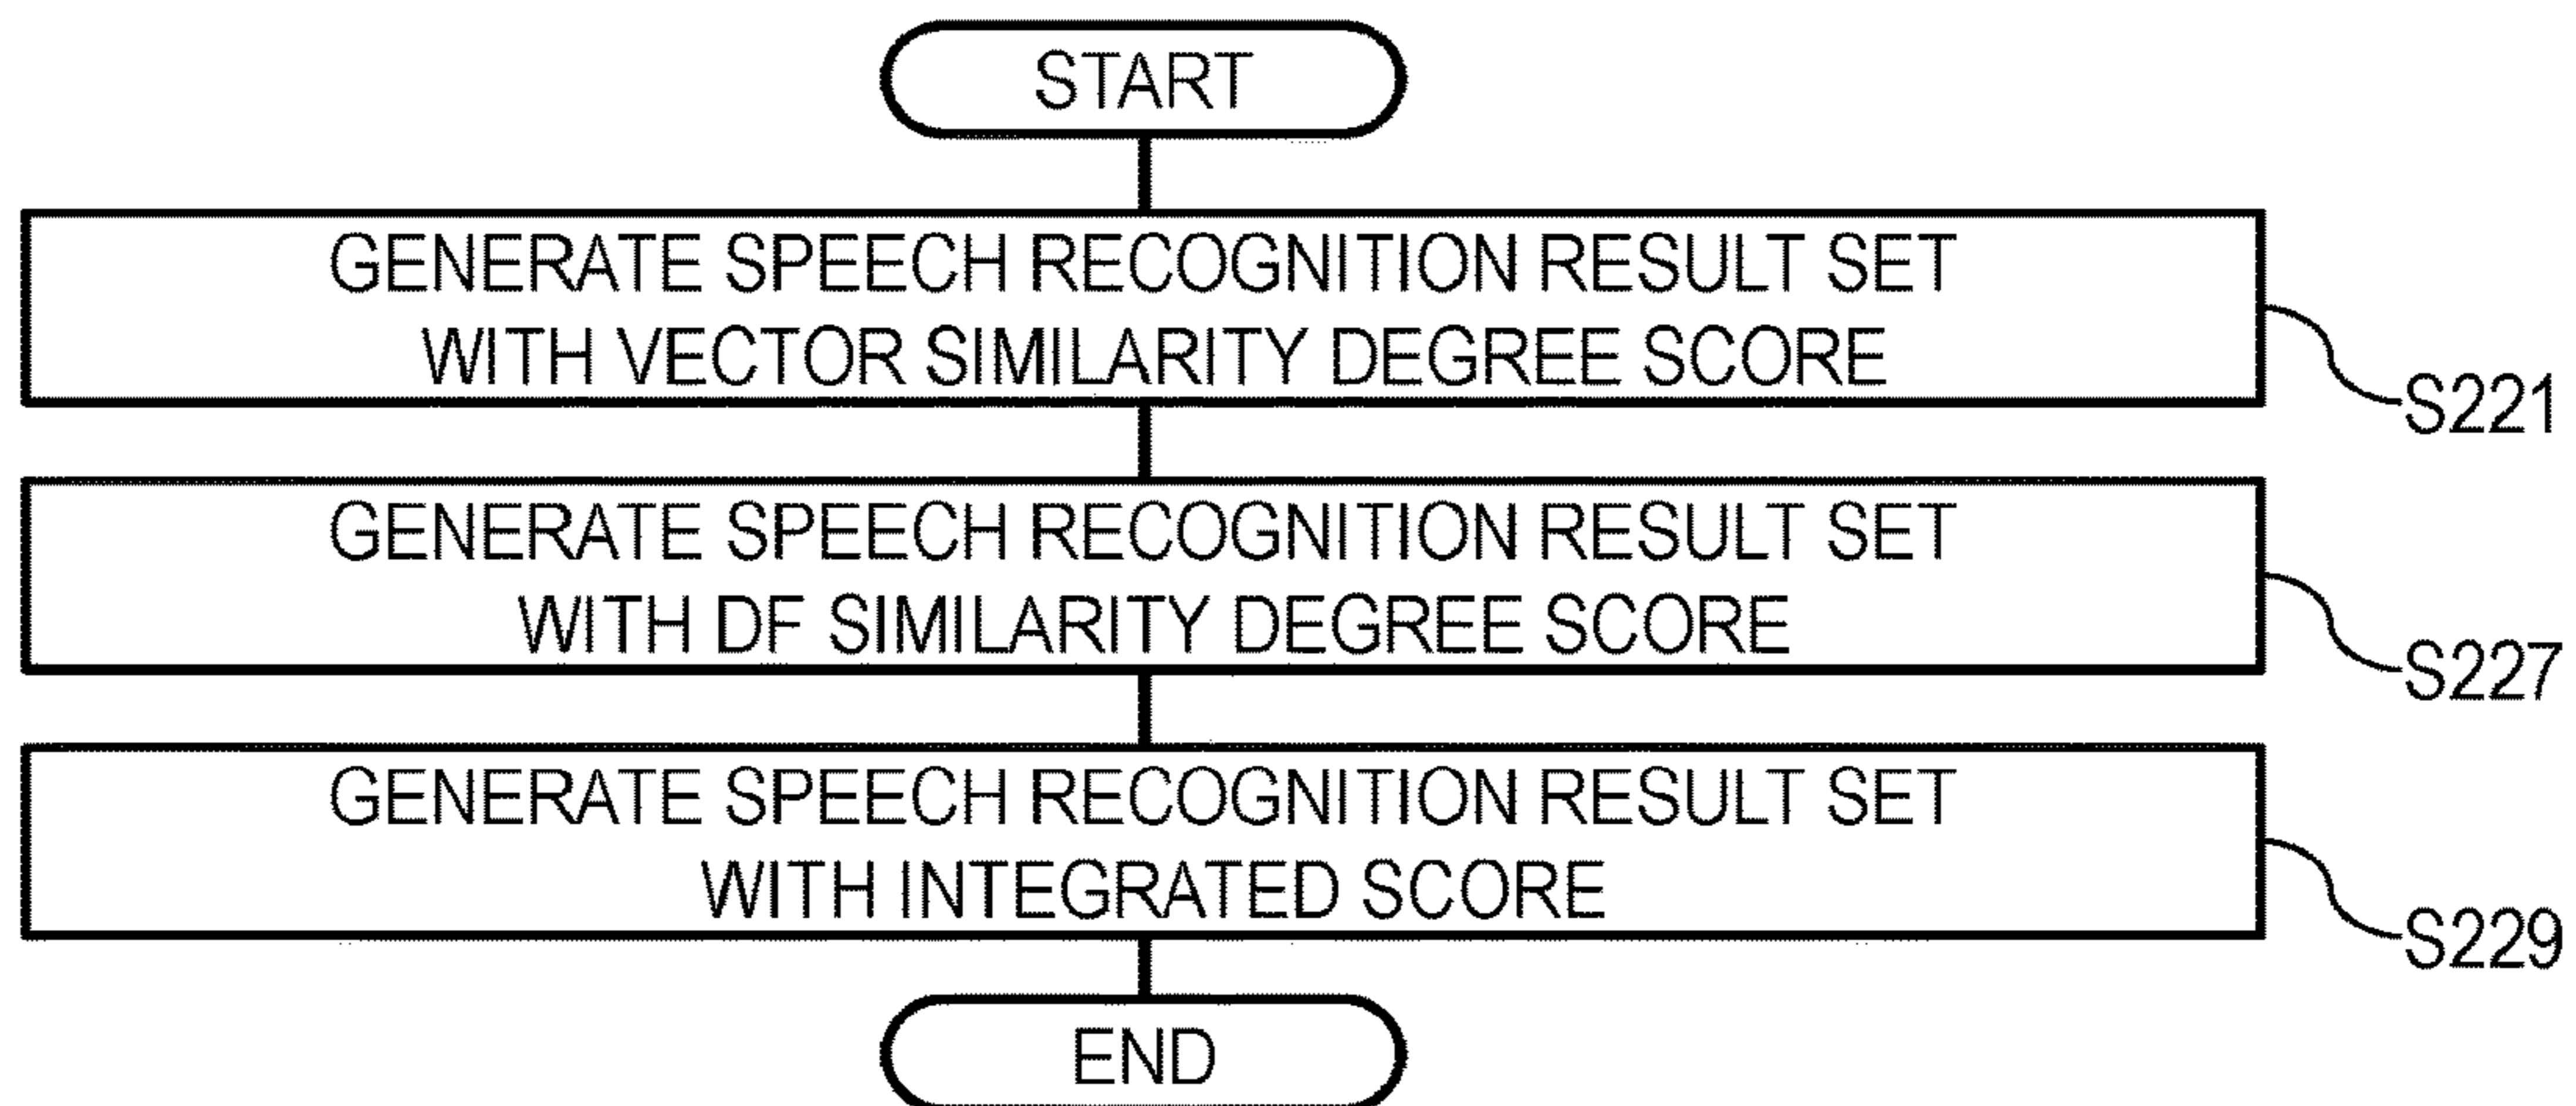 START
GENERATE SPEECH RECOGNITION RESULT SET
WITH VECTOR SIMILARITY DEGREE SCORE
S221
GENERATE SPEECH RECOGNITION RESULT SET
WITH DF SIMILARITY DEGREE SCORE
S227
GENERATE SPEECH RECOGNITION RESULT SET
WITH INTEGRATED SCORE
S229
END